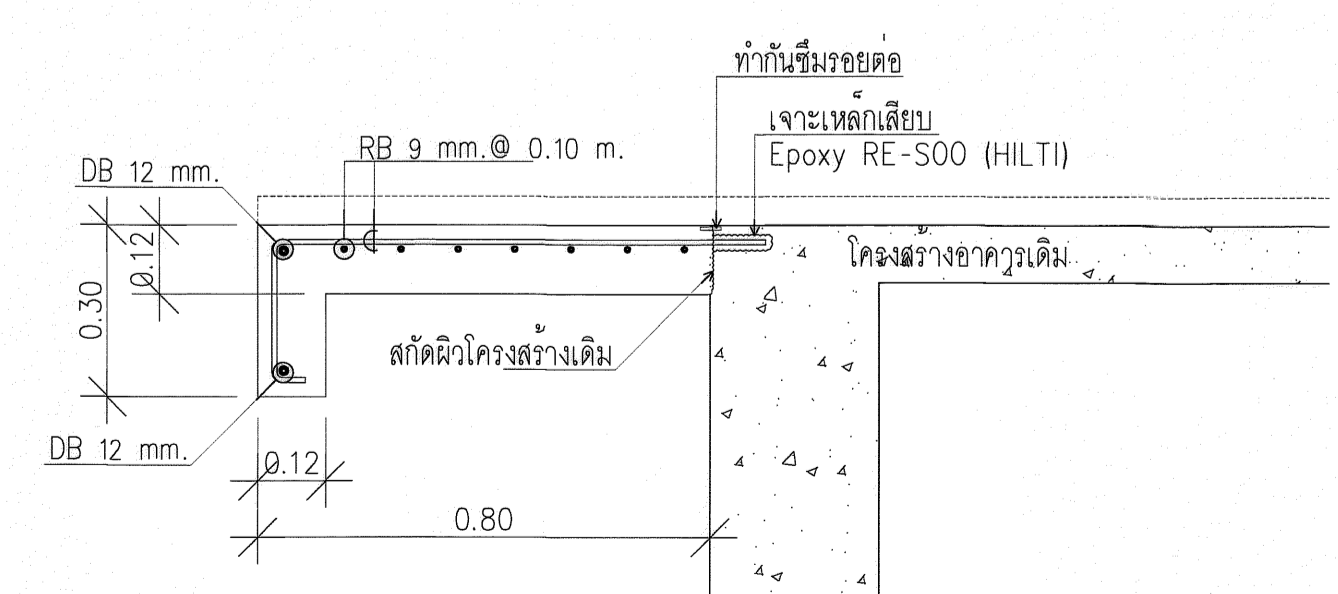 ทำกันซึมรอยต่อ
เจาะเหล็กเสียบ
Epoxy RE-S00 (HILTI)
RB 9 mm.@ 0.10 m.
DB 12 mm.
0.12
0.30
โครงสร้างอาคารเดิม
สกัดผิวโครงสร้างเดิม
DB 12 mm.
0.12
0.80